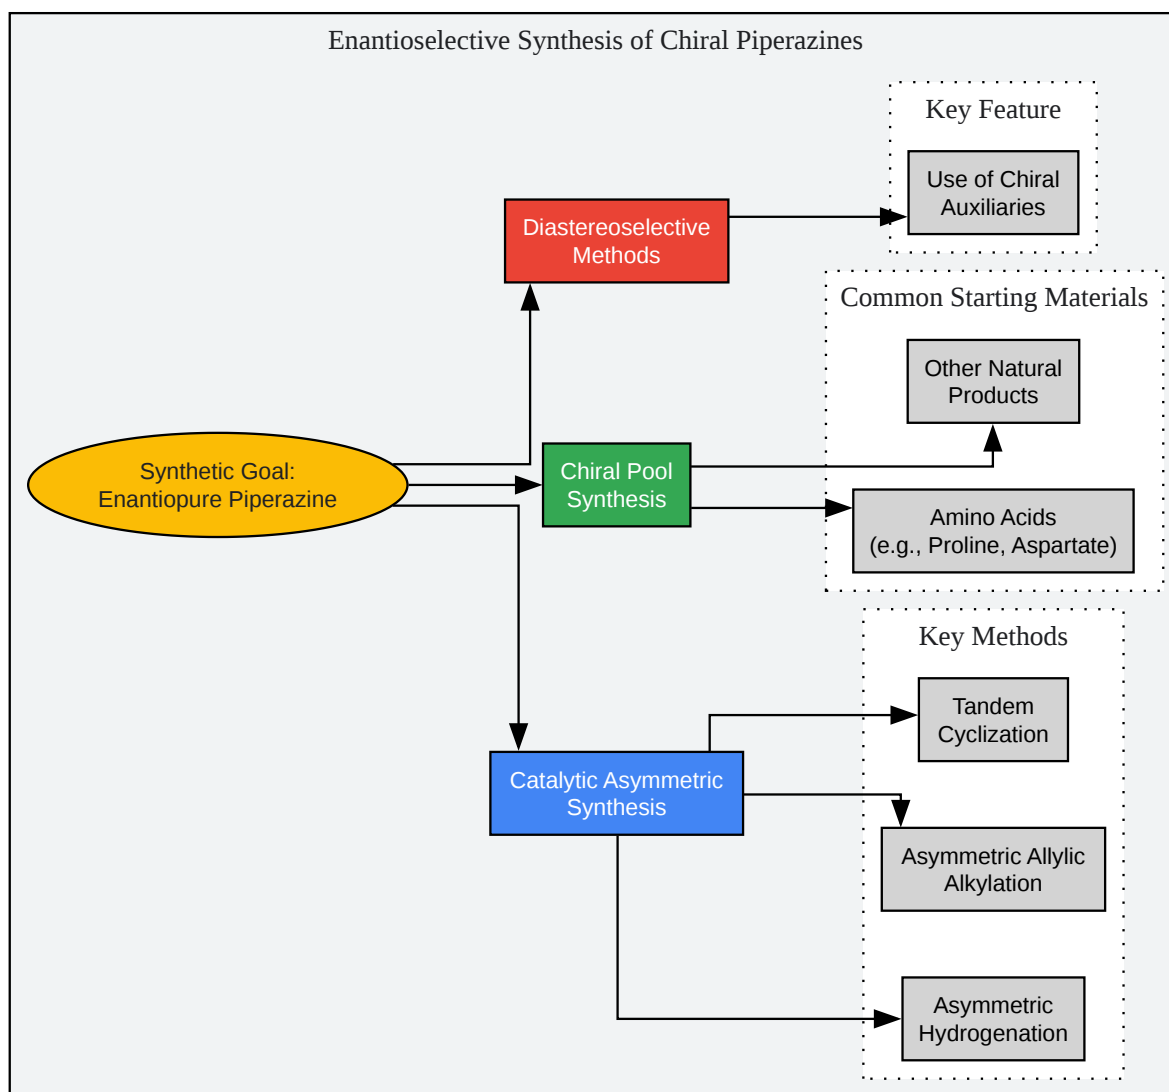 Enantioselective Synthesis of Chiral Piperazines
Key Feature
Use of Chiral
Auxiliaries
Diastereoselective
Methods
Common Starting Materials
Other Natural
Products
Synthetic Goal:
Enantiopure Piperazine
Chiral Pool
Synthesis
Amino Acids
(e.g., Proline, Aspartate)
Key Methods
Tandem
Cyclization
Catalytic Asymmetric
Synthesis
Asymmetric Allylic
Alkylation
Asymmetric
Hydrogenation